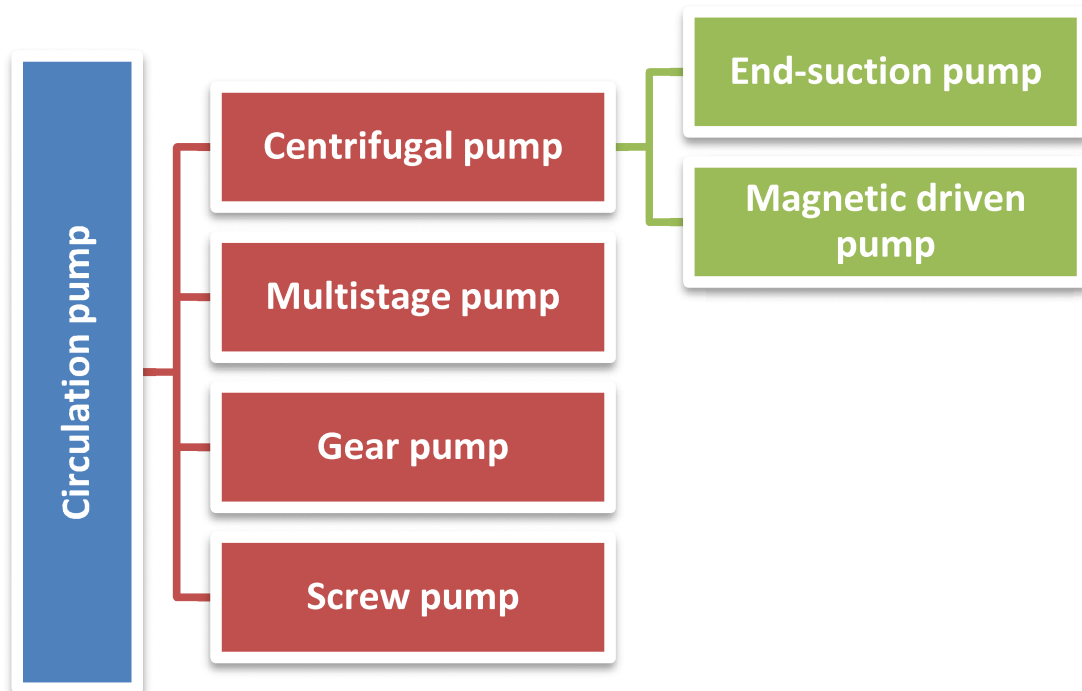 Circulation pump
Centrifugal pump
Multistage pump
Gear pump
Screw pump
End-suction pump
Magnetic driven
pump